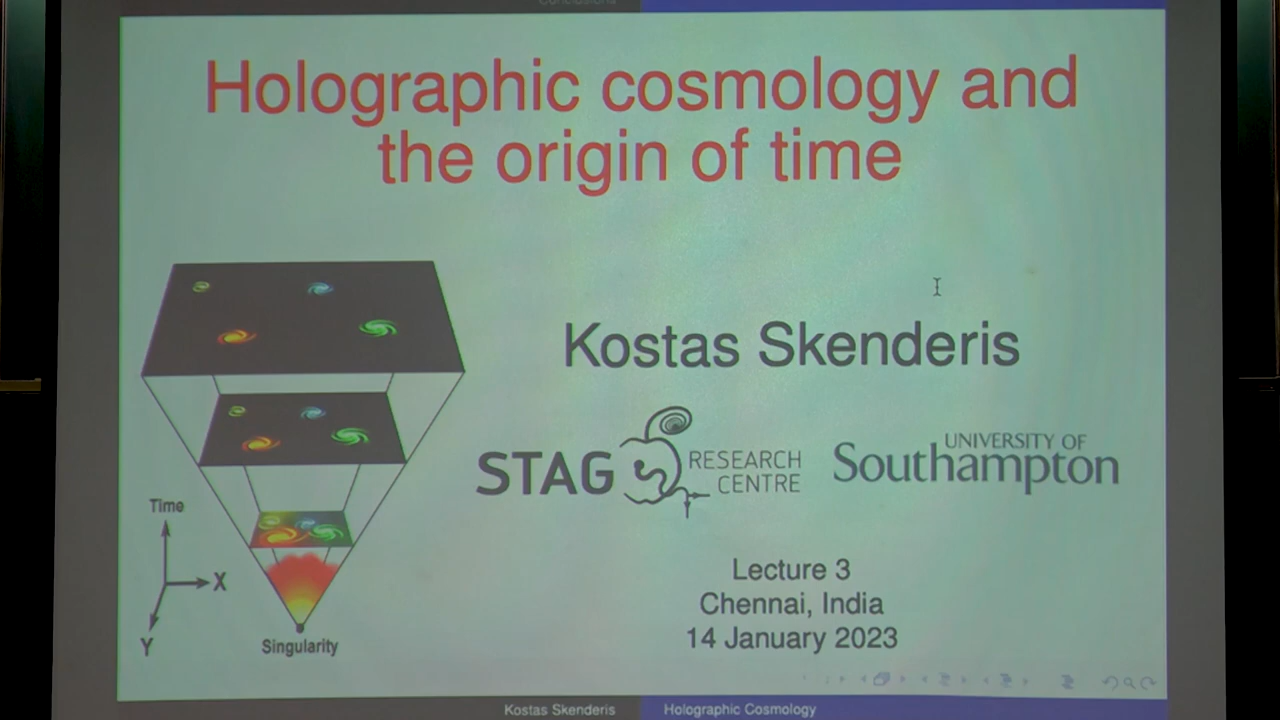 Conclusions
Holographic cosmology and
the origin of time
Kostas Skenderis
STAG
RESEARCH
CENTRE
UNIVERSITY OF
Southampton
Time
X
Y
Singularity
Lecture 3
Chennai, India
14 January 2023
Kostas Skenderis
Holographic Cosmology